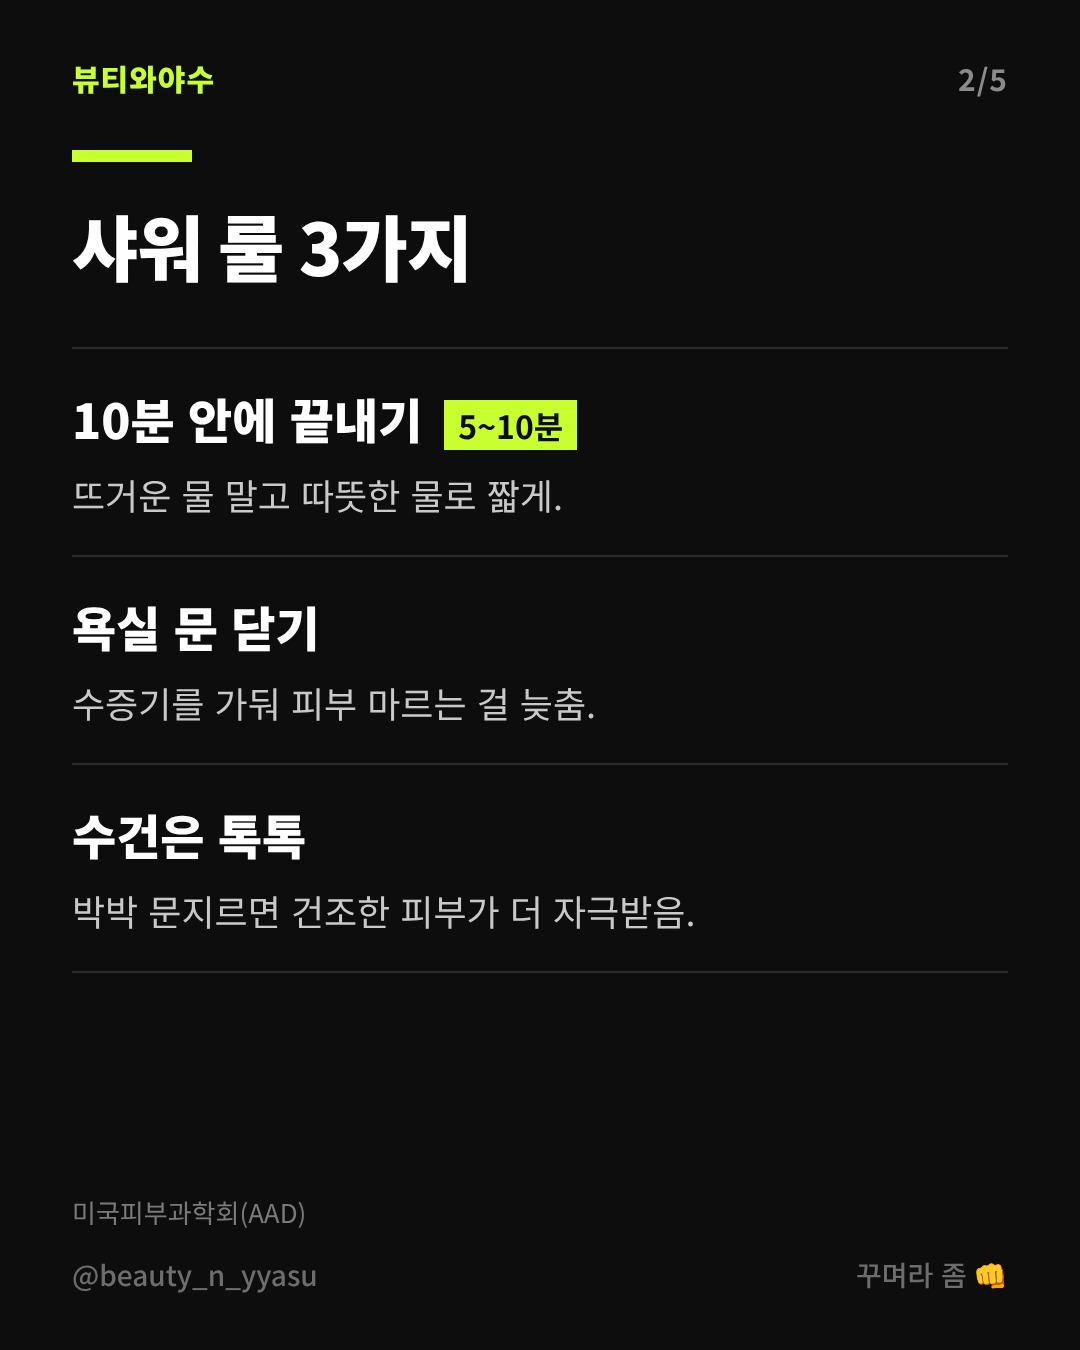 뷰티와야수
2/5
샤워 룰 3가지
10분 안에 끝내기 5~10분
뜨거운 물 말고 따뜻한 물로 짧게.
욕실 문 닫기
수증기를 가둬 피부 마르는 걸 늦춤.
수건은 톡톡
박박 문지르면 건조한 피부가 더 자극받음.
미국피부과학회(AAD)
@beauty_n_yyasu
꾸며라 좀 👊